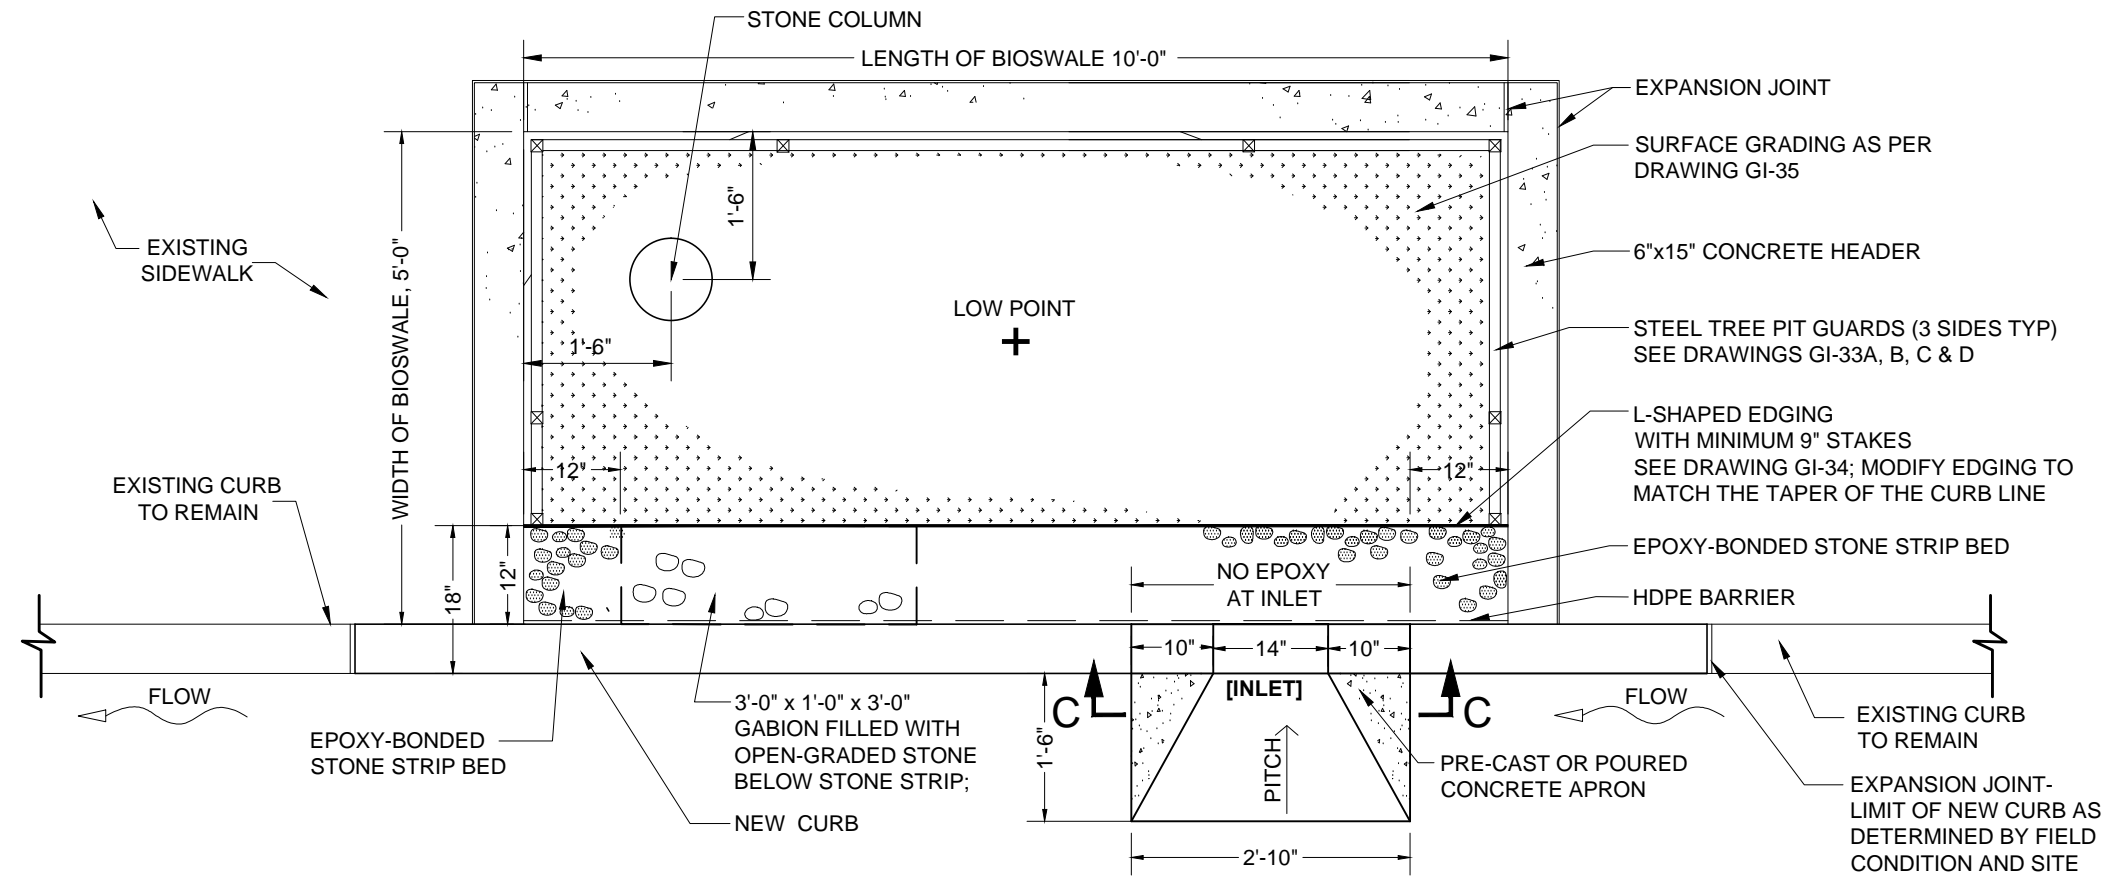 STONE COLUMN
LENGTH OF BIOSWALE 10'-0"
EXPANSION JOINT
SURFACE GRADING AS PER
DRAWING GI-35
1'-6"
EXISTING
SIDEWALK
WIDTH OF BIOSWALE, 5'-0"
6"x15" CONCRETE HEADER
LOW POINT
1'-6"
STEEL TREE PIT GUARDS (3 SIDES TYP)
SEE DRAWINGS GI-33A, B, C & D
L-SHAPED EDGING
WITH MINIMUM 9" STAKES
SEE DRAWING GI-34; MODIFY EDGING TO
MATCH THE TAPER OF THE CURB LINE
12"
12"
EXISTING CURB
TO REMAIN
EPOXY-BONDED STONE STRIP BED
18"
12"
NO EPOXY
AT INLET
HDPE BARRIER
10"
14"
10"
[INLET]
FLOW
C
C
FLOW
3'-0" x 1'-0" x 3'-0"
GABION FILLED WITH
OPEN-GRADED STONE
BELOW STONE STRIP;
EPOXY-BONDED
STONE STRIP BED
1'-6"
PITCH
EXISTING CURB
TO REMAIN
PRE-CAST OR POURED
CONCRETE APRON
NEW CURB
EXPANSION JOINT-
LIMIT OF NEW CURB AS
DETERMINED BY FIELD
CONDITION AND SITE
2'-10"